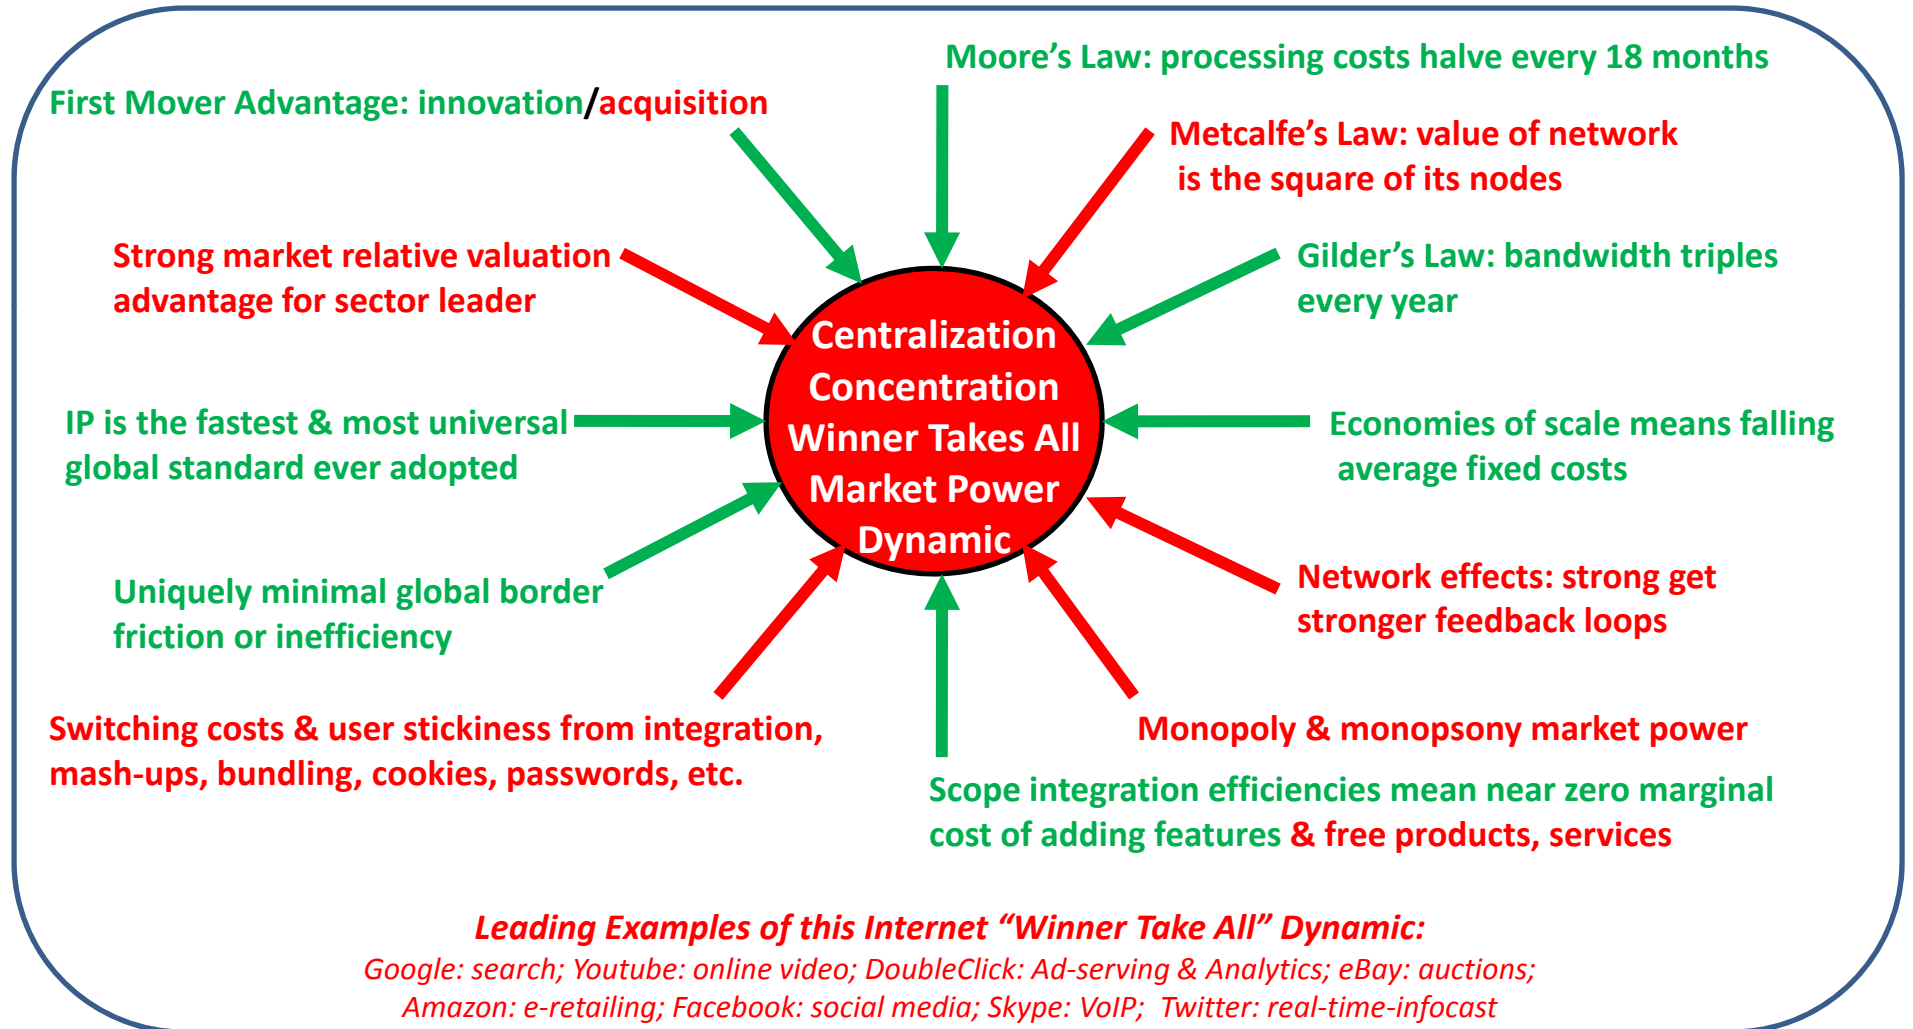 Moore’s Law: processing costs halve every 18 months
First Mover Advantage: innovation/acquisition
Metcalfe’s Law: value of network
is the square of its nodes
Strong market relative valuation
advantage for sector leader
Gilder’s Law: bandwidth triples
every year
Centralization
Concentration
Winner Takes All
Market Power
Dynamic
IP is the fastest & most universal
global standard ever adopted
Economies of scale means falling
average fixed costs
Uniquely minimal global border
friction or inefficiency
Network effects: strong get
stronger feedback loops
Switching costs & user stickiness from integration,
mash-ups, bundling, cookies, passwords, etc.
Monopoly & monopsony market power
Scope integration efficiencies mean near zero marginal
cost of adding features & free products, services
Leading Examples of this Internet “Winner Take All” Dynamic:
Google: search; Youtube: online video; DoubleClick: Ad-serving & Analytics; eBay: auctions;
Amazon: e-retailing; Facebook: social media; Skype: VoIP; Twitter: real-time-infocast